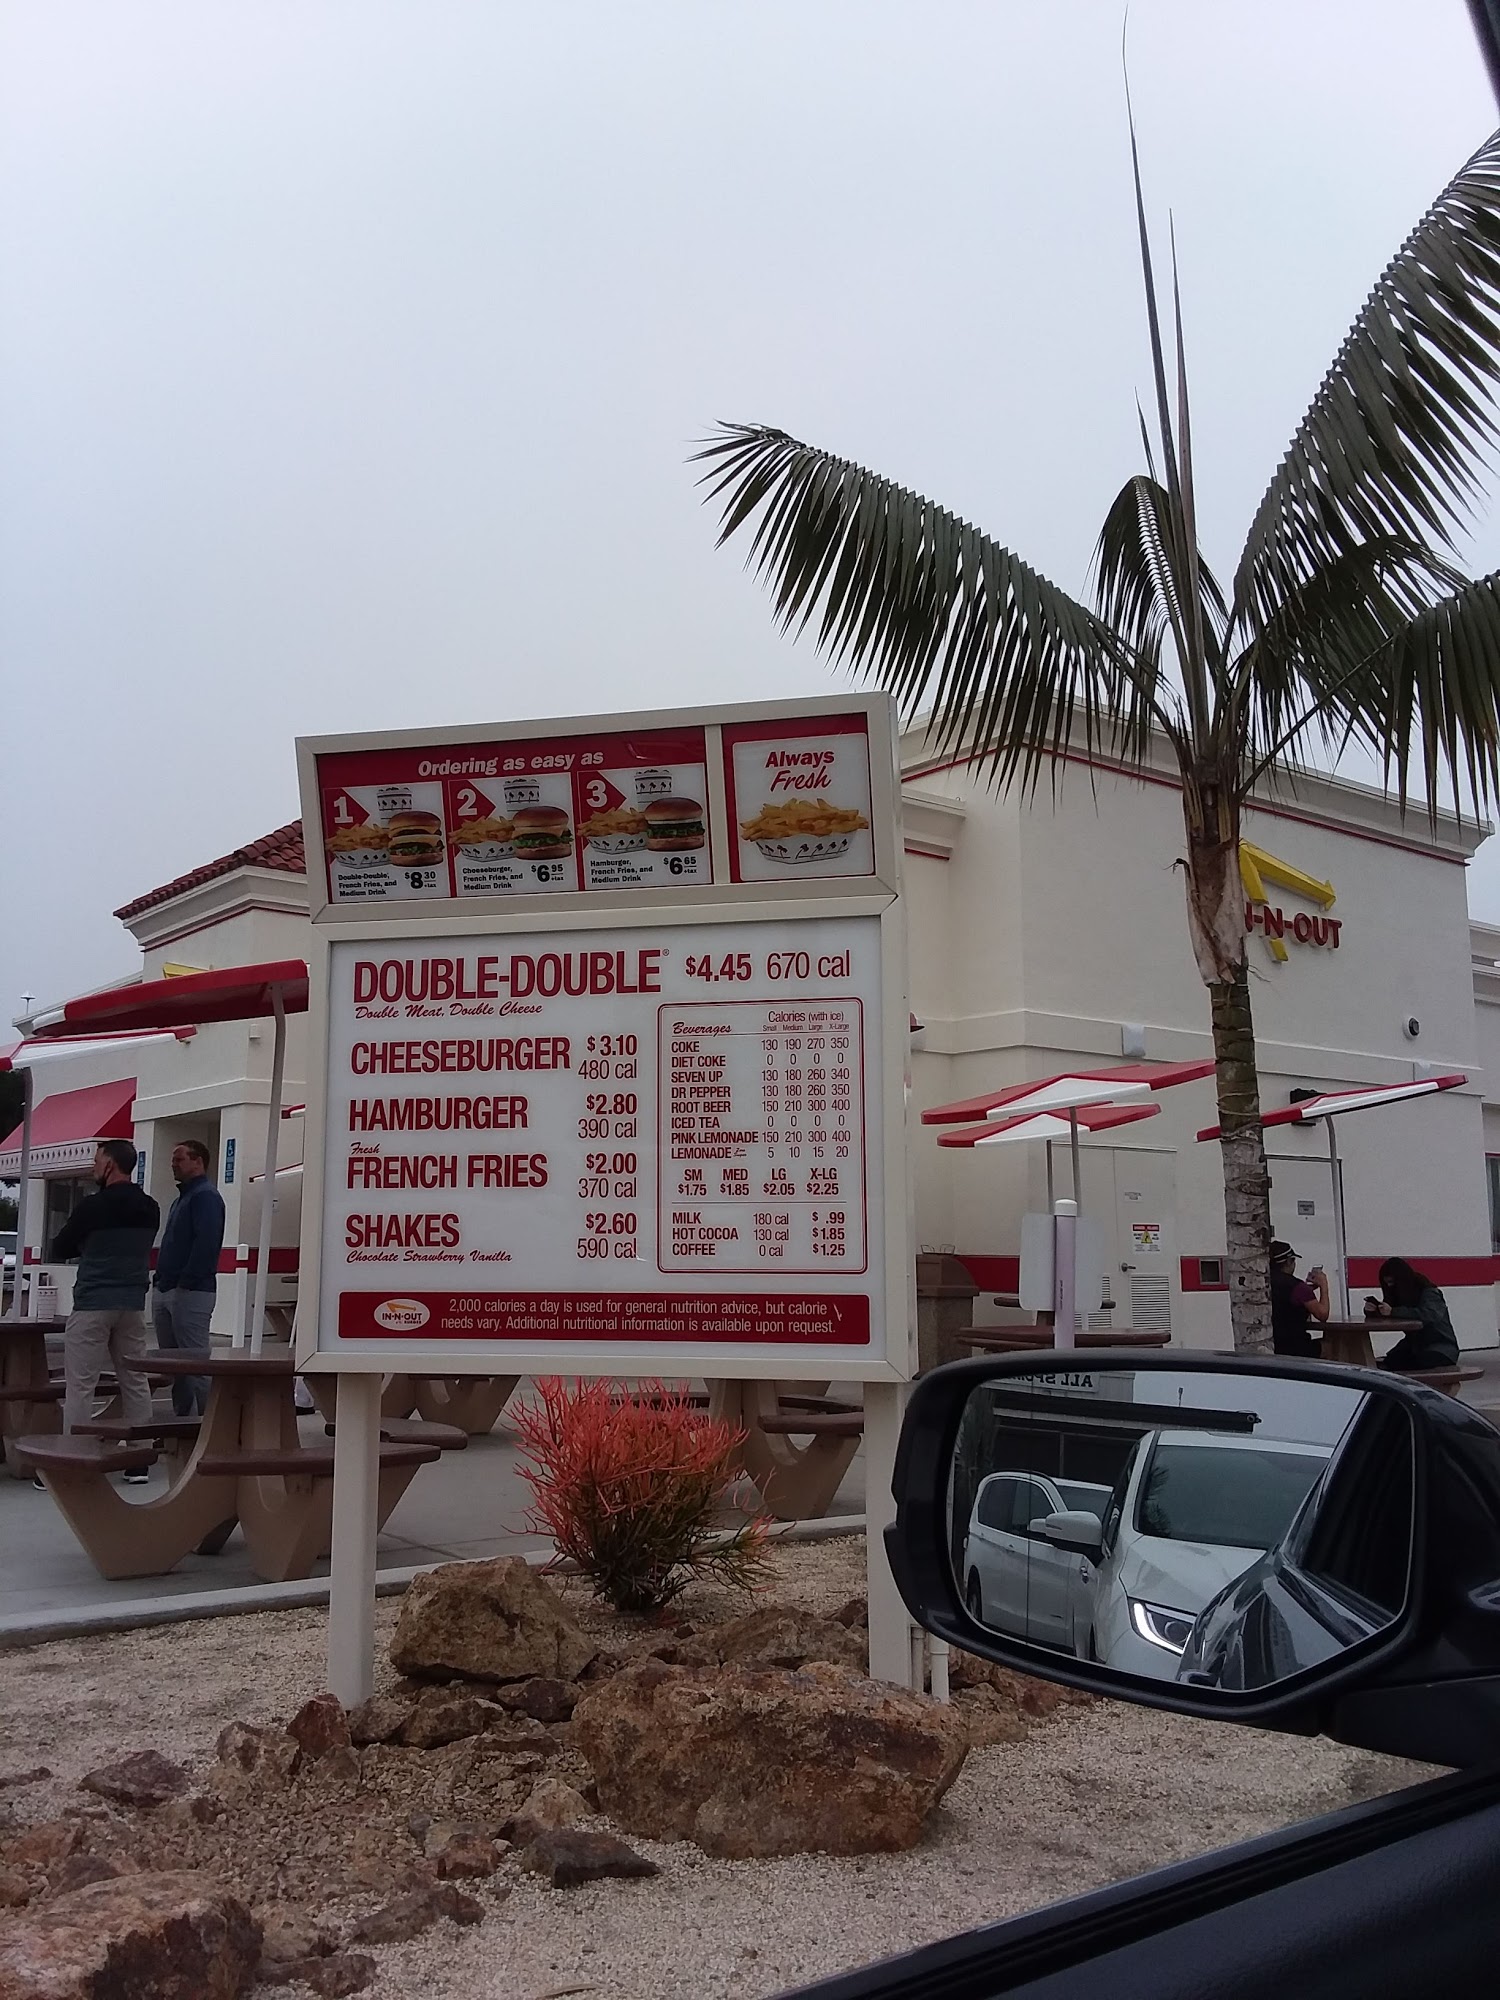 Ordering as easy as
1
Double-Double,
French Fries, and
Medium Drink
$8 30
+tax
2
Cheeseburger,
French Fries, and
Medium Drink
$6 95
+tax
3
Hamburger,
French Fries, and
Medium Drink
$6 65
+tax
Always
Fresh
DOUBLE-DOUBLE® $4.45 670 cal
Double Meat, Double Cheese
CHEESEBURGER $3.10
480 cal
HAMBURGER $2.80
390 cal
Fresh
FRENCH FRIES $2.00
370 cal
SHAKES $2.60
Chocolate Strawberry Vanilla 590 cal
Calories (with ice)
Beverages Small Medium Large X-Large
COKE 130 190 270 350
DIET COKE 0 0 0 0
SEVEN UP 130 180 260 340
DR PEPPER 130 180 260 350
ROOT BEER 150 210 300 400
ICED TEA 0 0 0 0
PINK LEMONADE 150 210 300 400
LEMONADE 5 10 15 20
SM MED LG X-LG
$1.75 $1.85 $2.05 $2.25
MILK 180 cal $ .99
HOT COCOA 130 cal $1.85
COFFEE 0 cal $1.25
IN-N-OUT
BURGER
2,000 calories a day is used for general nutrition advice, but calorie
needs vary. Additional nutritional information is available upon request.
IN-N-OUT